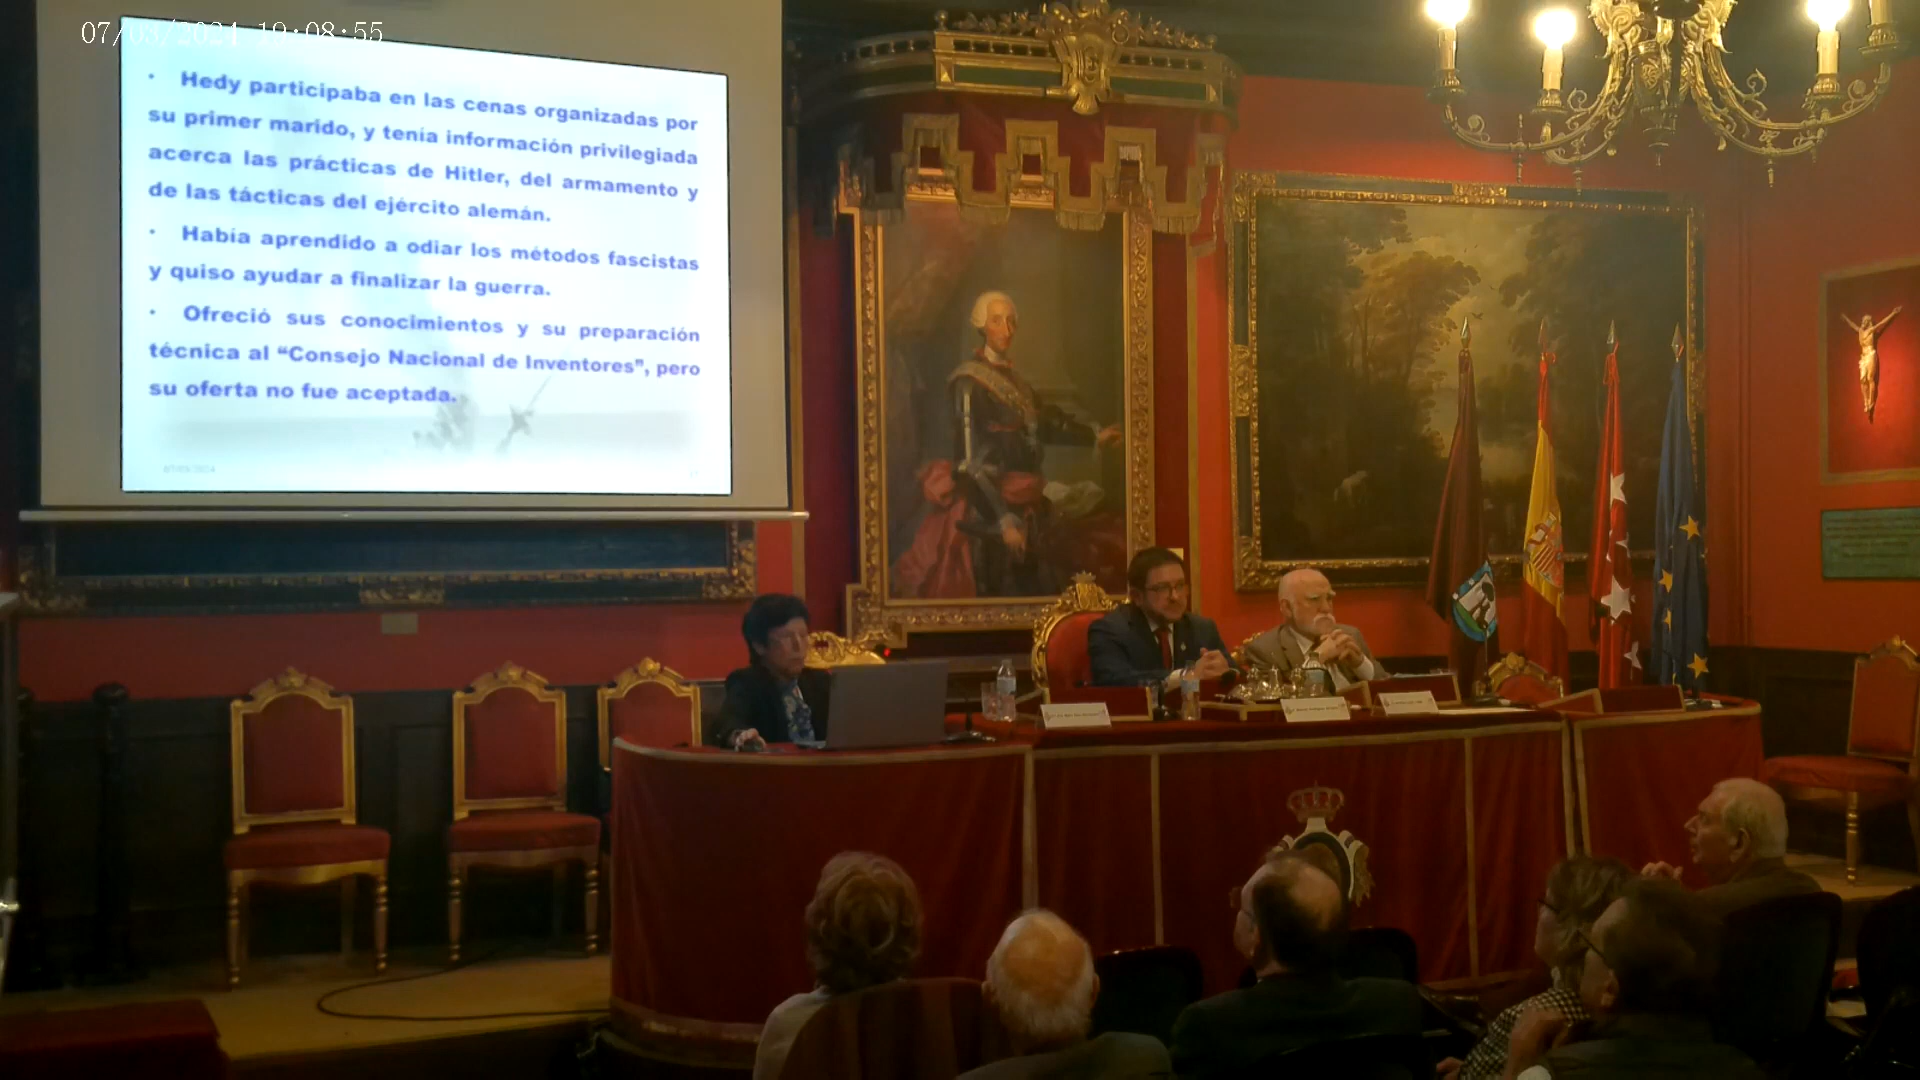 07/03/2024 19:08:55
• Hedy participaba en las cenas organizadas por
su primer marido, y tenía información privilegiada
acerca las prácticas de Hitler, del armamento y
de las tácticas del ejército alemán.
• Había aprendido a odiar los métodos fascistas
y quiso ayudar a finalizar la guerra.
• Ofreció sus conocimientos y su preparación
técnica al “Consejo Nacional de Inventores”, pero
su oferta no fue aceptada.
07/03/2024